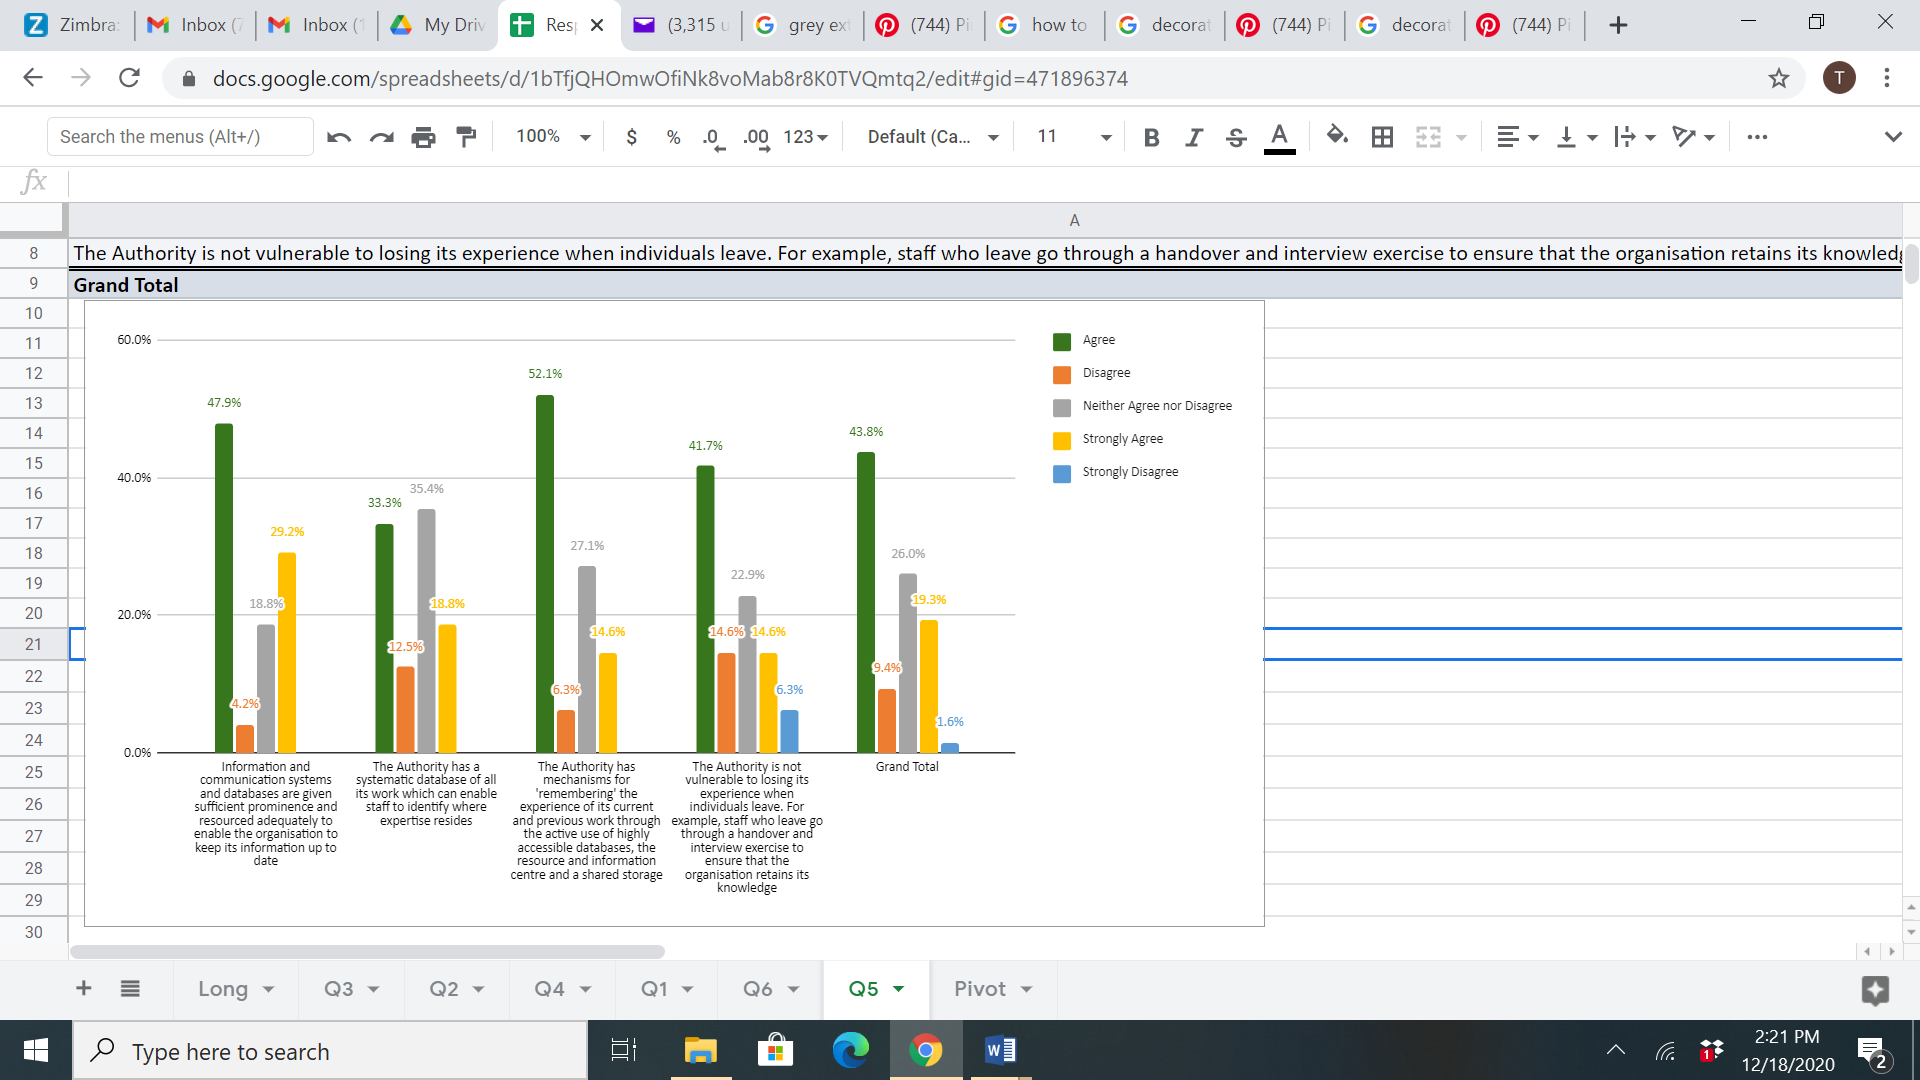 Zimbra:
Inbox (7
Inbox (1
My Driv
Res
(3,315 u
grey ext
(744) Pi
how to
decorat
(744) Pi
decorat
(744) Pi
docs.google.com/spreadsheets/d/1bTfjQHOmwOfiNk8voMab8r8K0TVQmtq2/edit#gid=471896374
T
Search the menus (Alt+/)
100%
$ % .0 .00 123
Default (Ca...
11
B I S A
fx
A
8 The Authority is not vulnerable to losing its experience when individuals leave. For example, staff who leave go through a handover and interview exercise to ensure that the organisation retains its knowledg
9 Grand Total
10
11
12
13
14
15
16
17
18
19
20
21
22
23
24
25
26
27
28
29
30
60.0%
40.0%
20.0%
0.0%
47.9%
4.2%
18.8%
29.2%
33.3%
12.5%
35.4%
18.8%
52.1%
6.3%
27.1%
14.6%
41.7%
14.6%
22.9%
14.6%
6.3%
43.8%
9.4%
26.0%
19.3%
1.6%
Agree
Disagree
Neither Agree nor Disagree
Strongly Agree
Strongly Disagree
Information and
communication systems
and databases are given
sufficient prominence and
resourced adequately to
enable the organisation to
keep its information up to
date
The Authority has a
systematic database of all
its work which can enable
staff to identify where
expertise resides
The Authority has
mechanisms for
'remembering' the
experience of its current
and previous work through
the active use of highly
accessible databases, the
resource and information
centre and a shared storage
The Authority is not
vulnerable to losing its
experience when
individuals leave. For
example, staff who leave go
through a handover and
interview exercise to
ensure that the
organisation retains its
knowledge
Grand Total
Long
Q3
Q2
Q4
Q1
Q6
Q5
Pivot
Type here to search
1
2:21 PM
12/18/2020
2